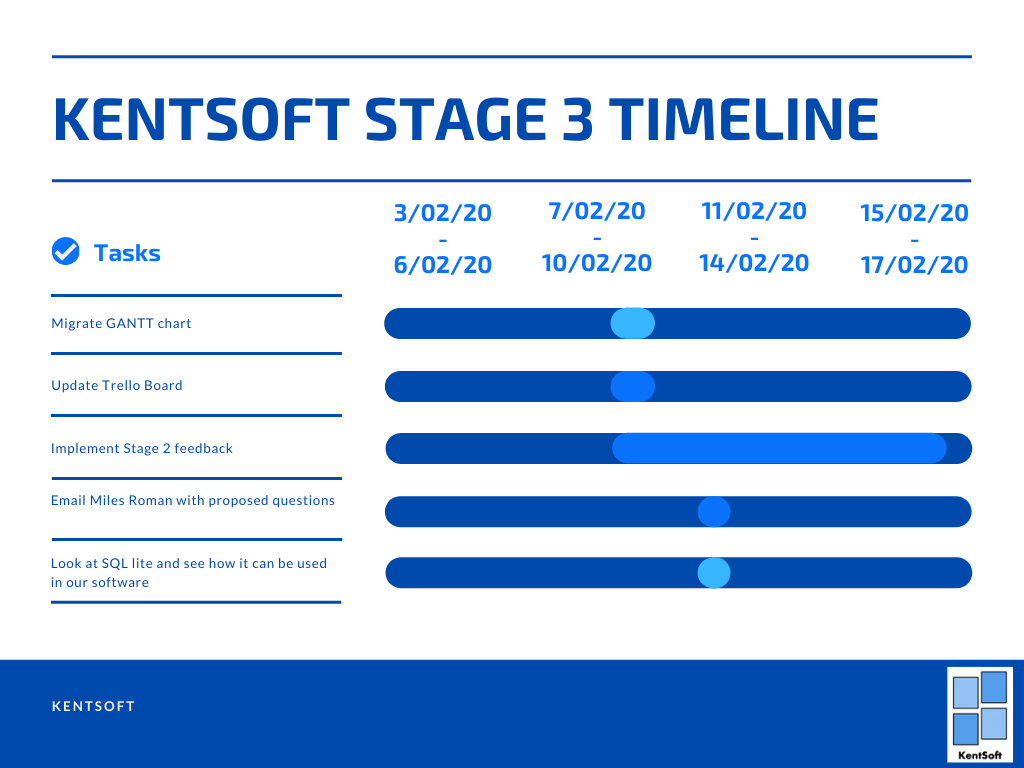 KENTSOFT STAGE 3 TIMELINE
Tasks
3/02/20
-
6/02/20
7/02/20
-
10/02/20
11/02/20
-
14/02/20
15/02/20
-
17/02/20
Migrate GANTT chart
Update Trello Board
Implement Stage 2 feedback
Email Miles Roman with proposed questions
Look at SQL lite and see how it can be used
in our software
KENTSOFT
KentSoft